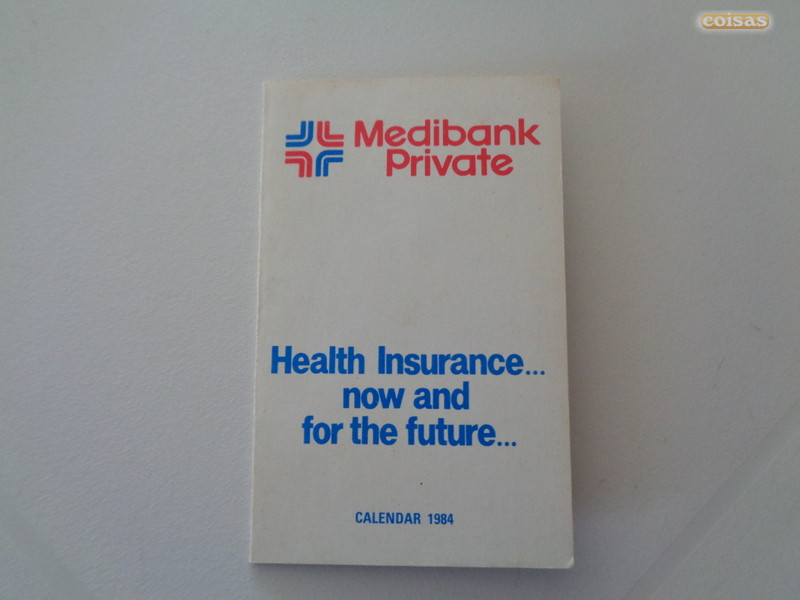 coisas
Medibank
Private
Health Insurance...
now and
for the future...
CALENDAR 1984